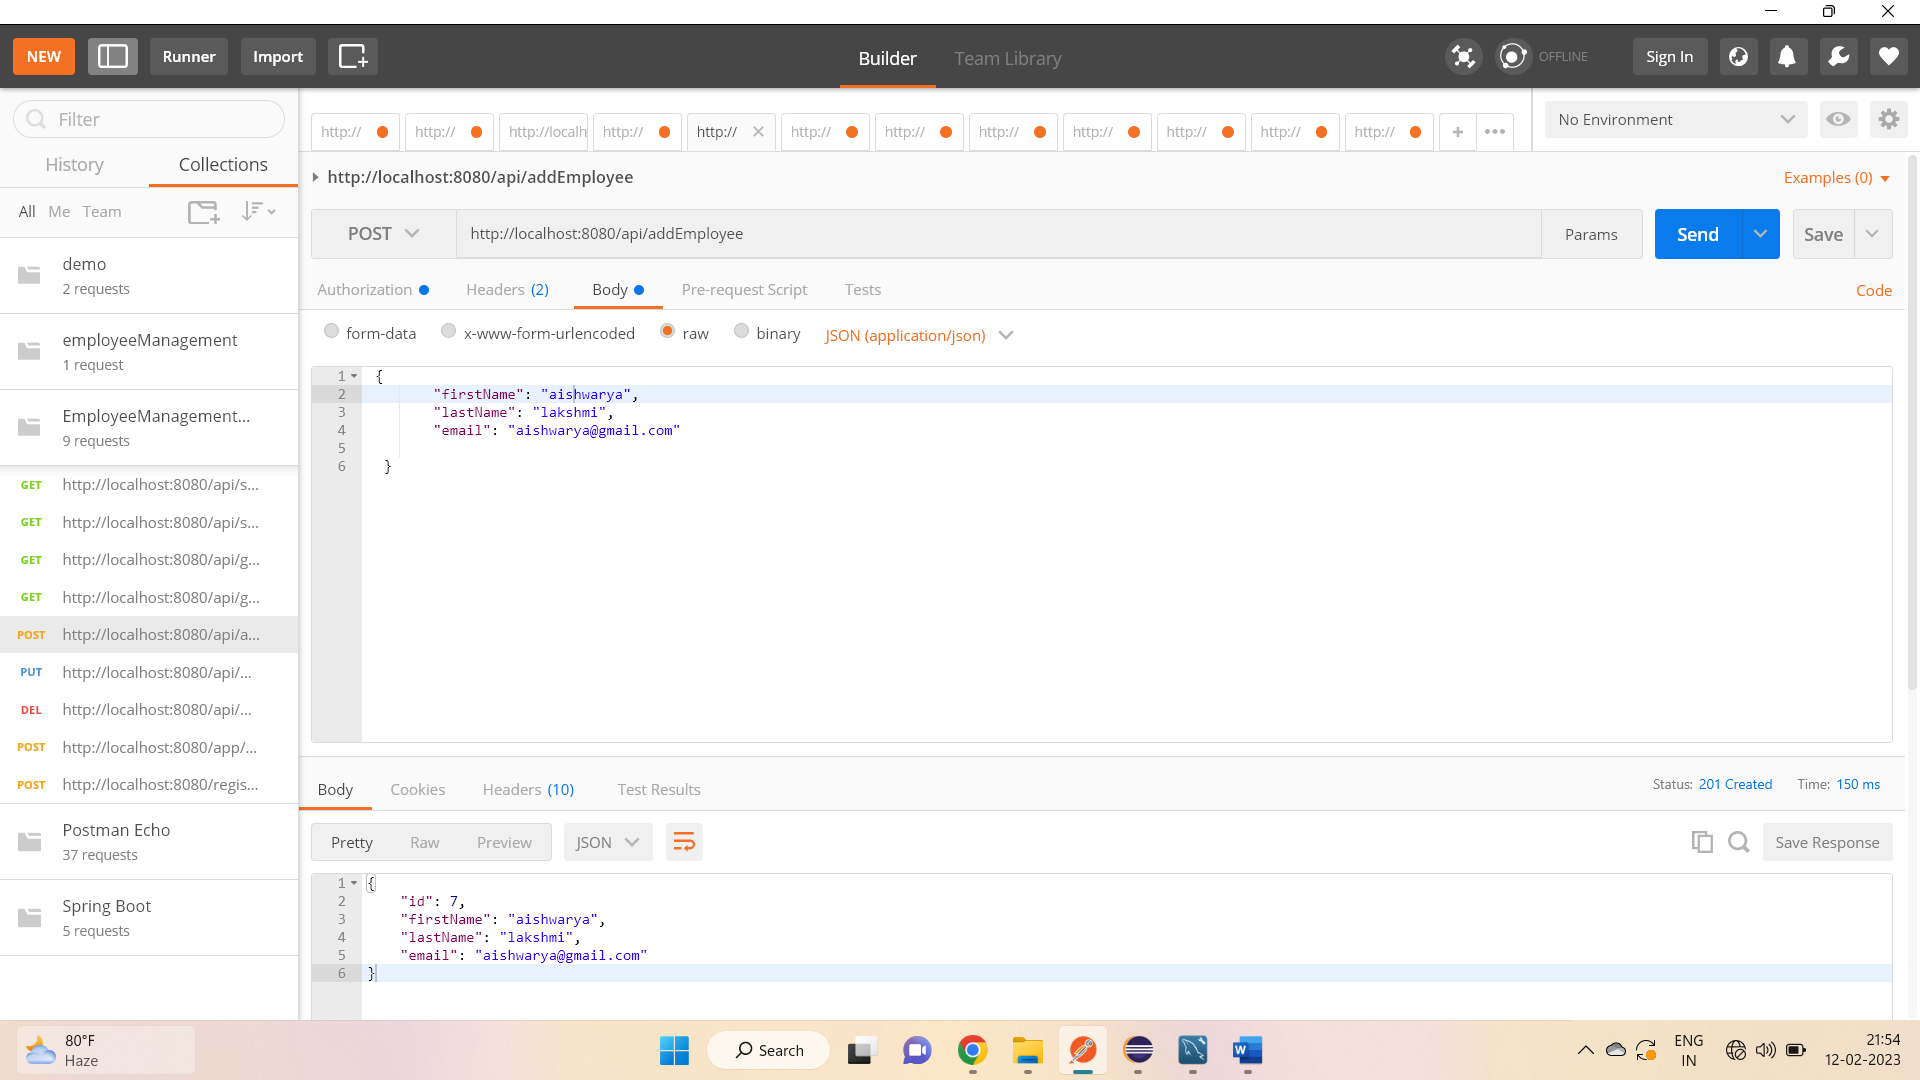 NEW
Runner
Import
Builder
Team Library
OFFLINE
Sign In
Filter
History
Collections
All Me Team
demo
2 requests
employeeManagement
1 request
EmployeeManagement...
9 requests
GET http://localhost:8080/api/s...
GET http://localhost:8080/api/s...
GET http://localhost:8080/api/g...
GET http://localhost:8080/api/g...
POST http://localhost:8080/api/a...
PUT http://localhost:8080/api/...
DEL http://localhost:8080/api/...
POST http://localhost:8080/app/...
POST http://localhost:8080/regis...
Postman Echo
37 requests
Spring Boot
5 requests
http:// http:// http://localh http:// http:// http:// http:// http:// http:// http:// http:// http:// + •••
No Environment
http://localhost:8080/api/addEmployee
Examples (0)
POST http://localhost:8080/api/addEmployee Params Send Save
Authorization Headers (2) Body Pre-request Script Tests Code
form-data x-www-form-urlencoded raw binary JSON (application/json)
1 {
2 "firstName": "aishwarya",
3 "lastName": "lakshmi",
4 "email": "aishwarya@gmail.com"
5
6 }
Body Cookies Headers (10) Test Results Status: 201 Created Time: 150 ms
Pretty Raw Preview JSON Save Response
1 {
2 "id": 7,
3 "firstName": "aishwarya",
4 "lastName": "lakshmi",
5 "email": "aishwarya@gmail.com"
6 }
80°F
Haze
Search
W
ENG
IN
21:54
12-02-2023